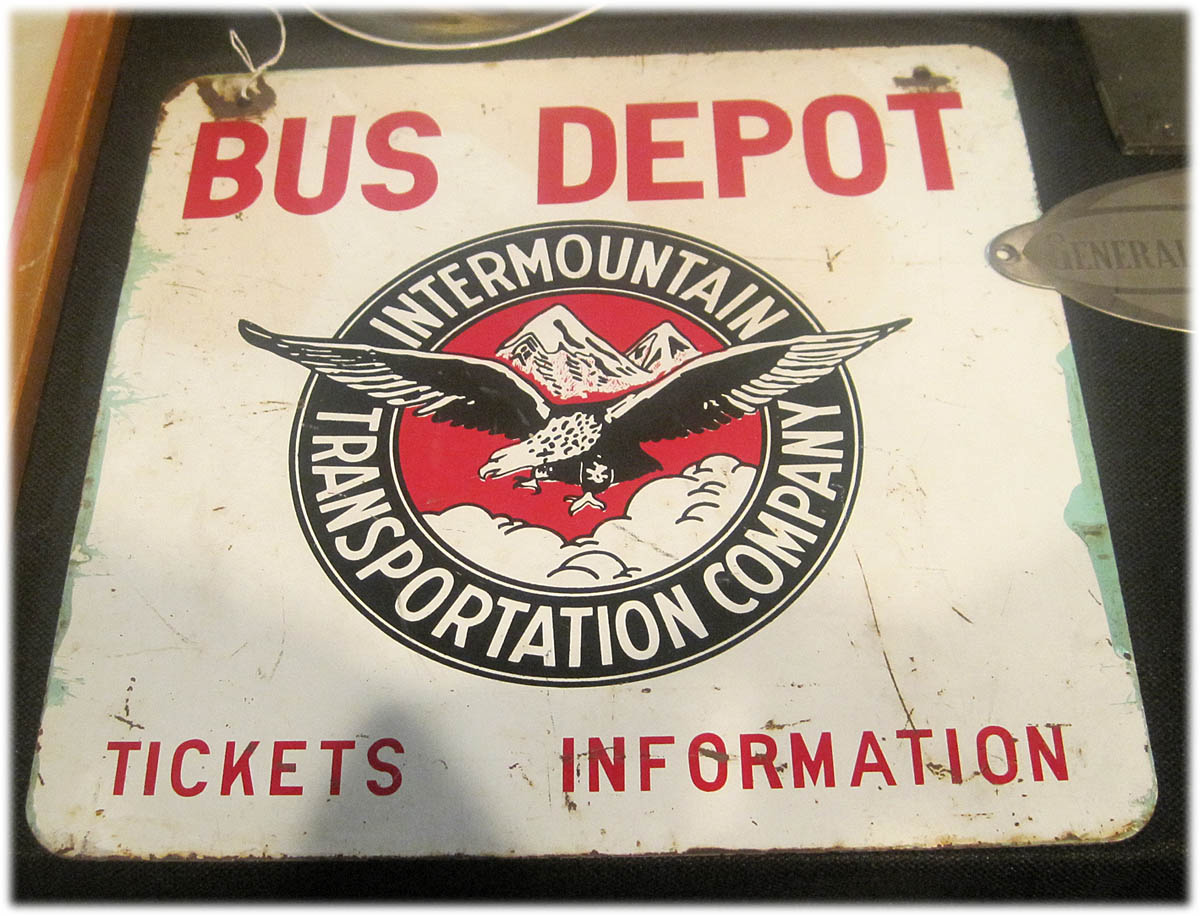 BUS DEPOT
INTERMOUNTAIN
TRANSPORTATION COMPANY
GENERAL
TICKETS INFORMATION